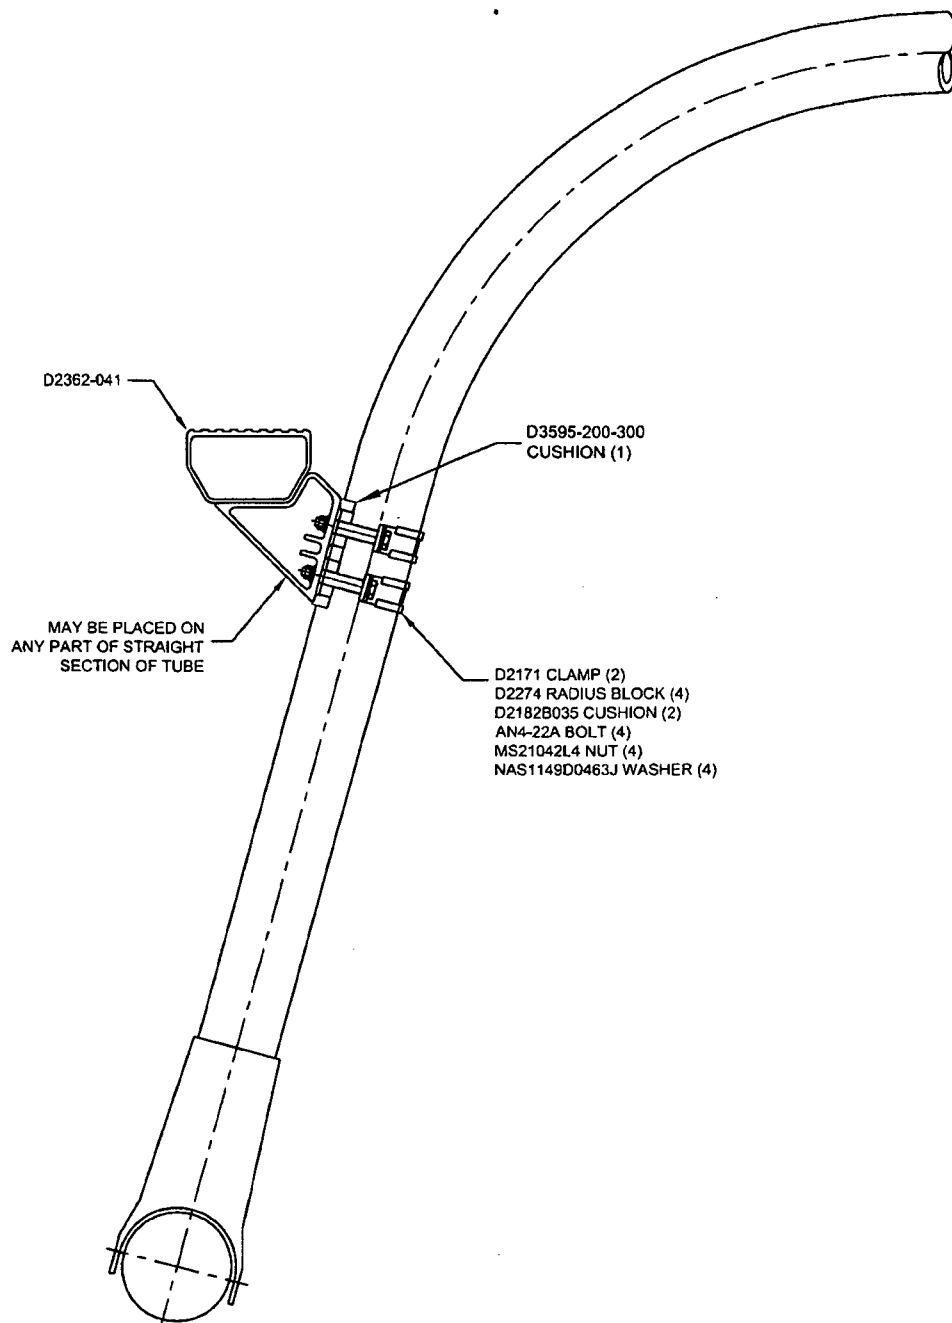 D2362-041
D3595-200-300
CUSHION (1)
MAY BE PLACED ON
ANY PART OF STRAIGHT
SECTION OF TUBE
D2171 CLAMP (2)
D2274 RADIUS BLOCK (4)
D2182B035 CUSHION (2)
AN4-22A BOLT (4)
MS21042L4 NUT (4)
NAS1149D0463J WASHER (4)